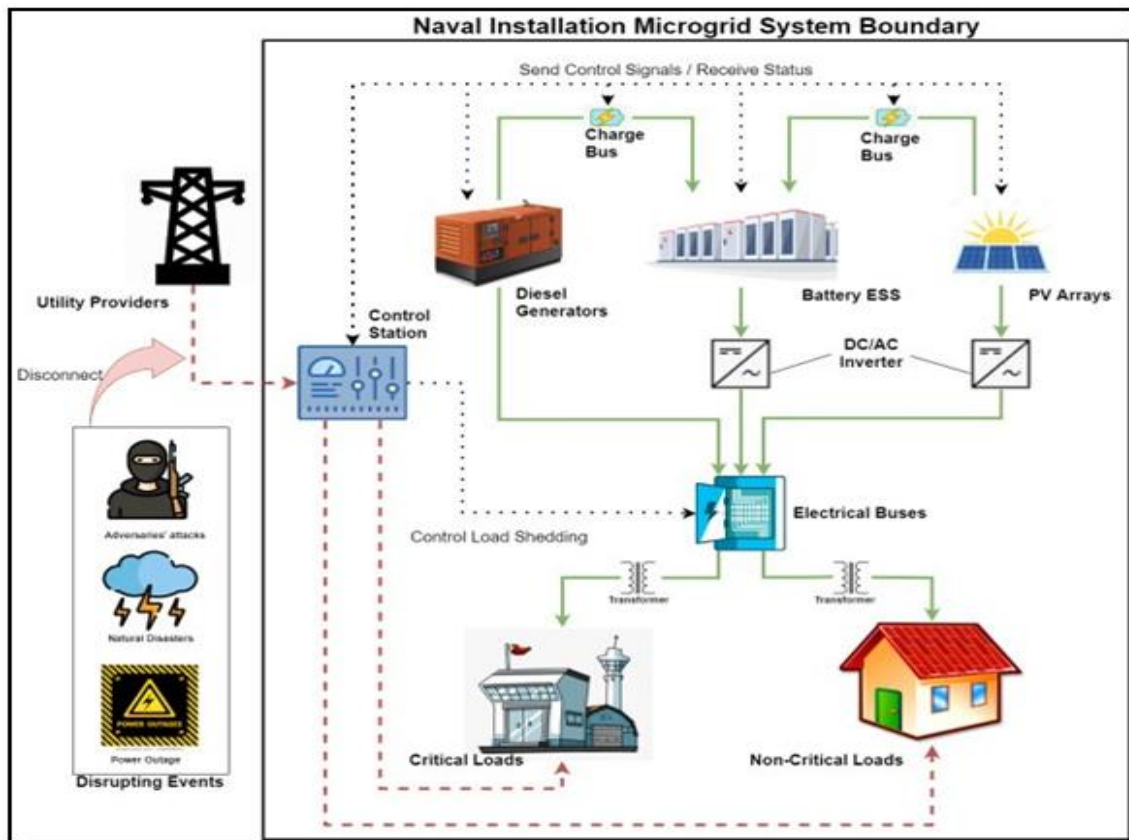 Naval Installation Microgrid System Boundary
Send Control Signals / Receive Status
Charge
Bus
Charge
Bus
Utility Providers
Diesel
Generators
Battery ESS
PV Arrays
Control
Station
DC/AC
Inverter
Disconnect
Adversaries' attacks
Electrical Buses
Control Load Shedding
Transformer
Transformer
Natural Disasters
POWER OUTAGES
Power Outage
Disrupting Events
Critical Loads
Non-Critical Loads